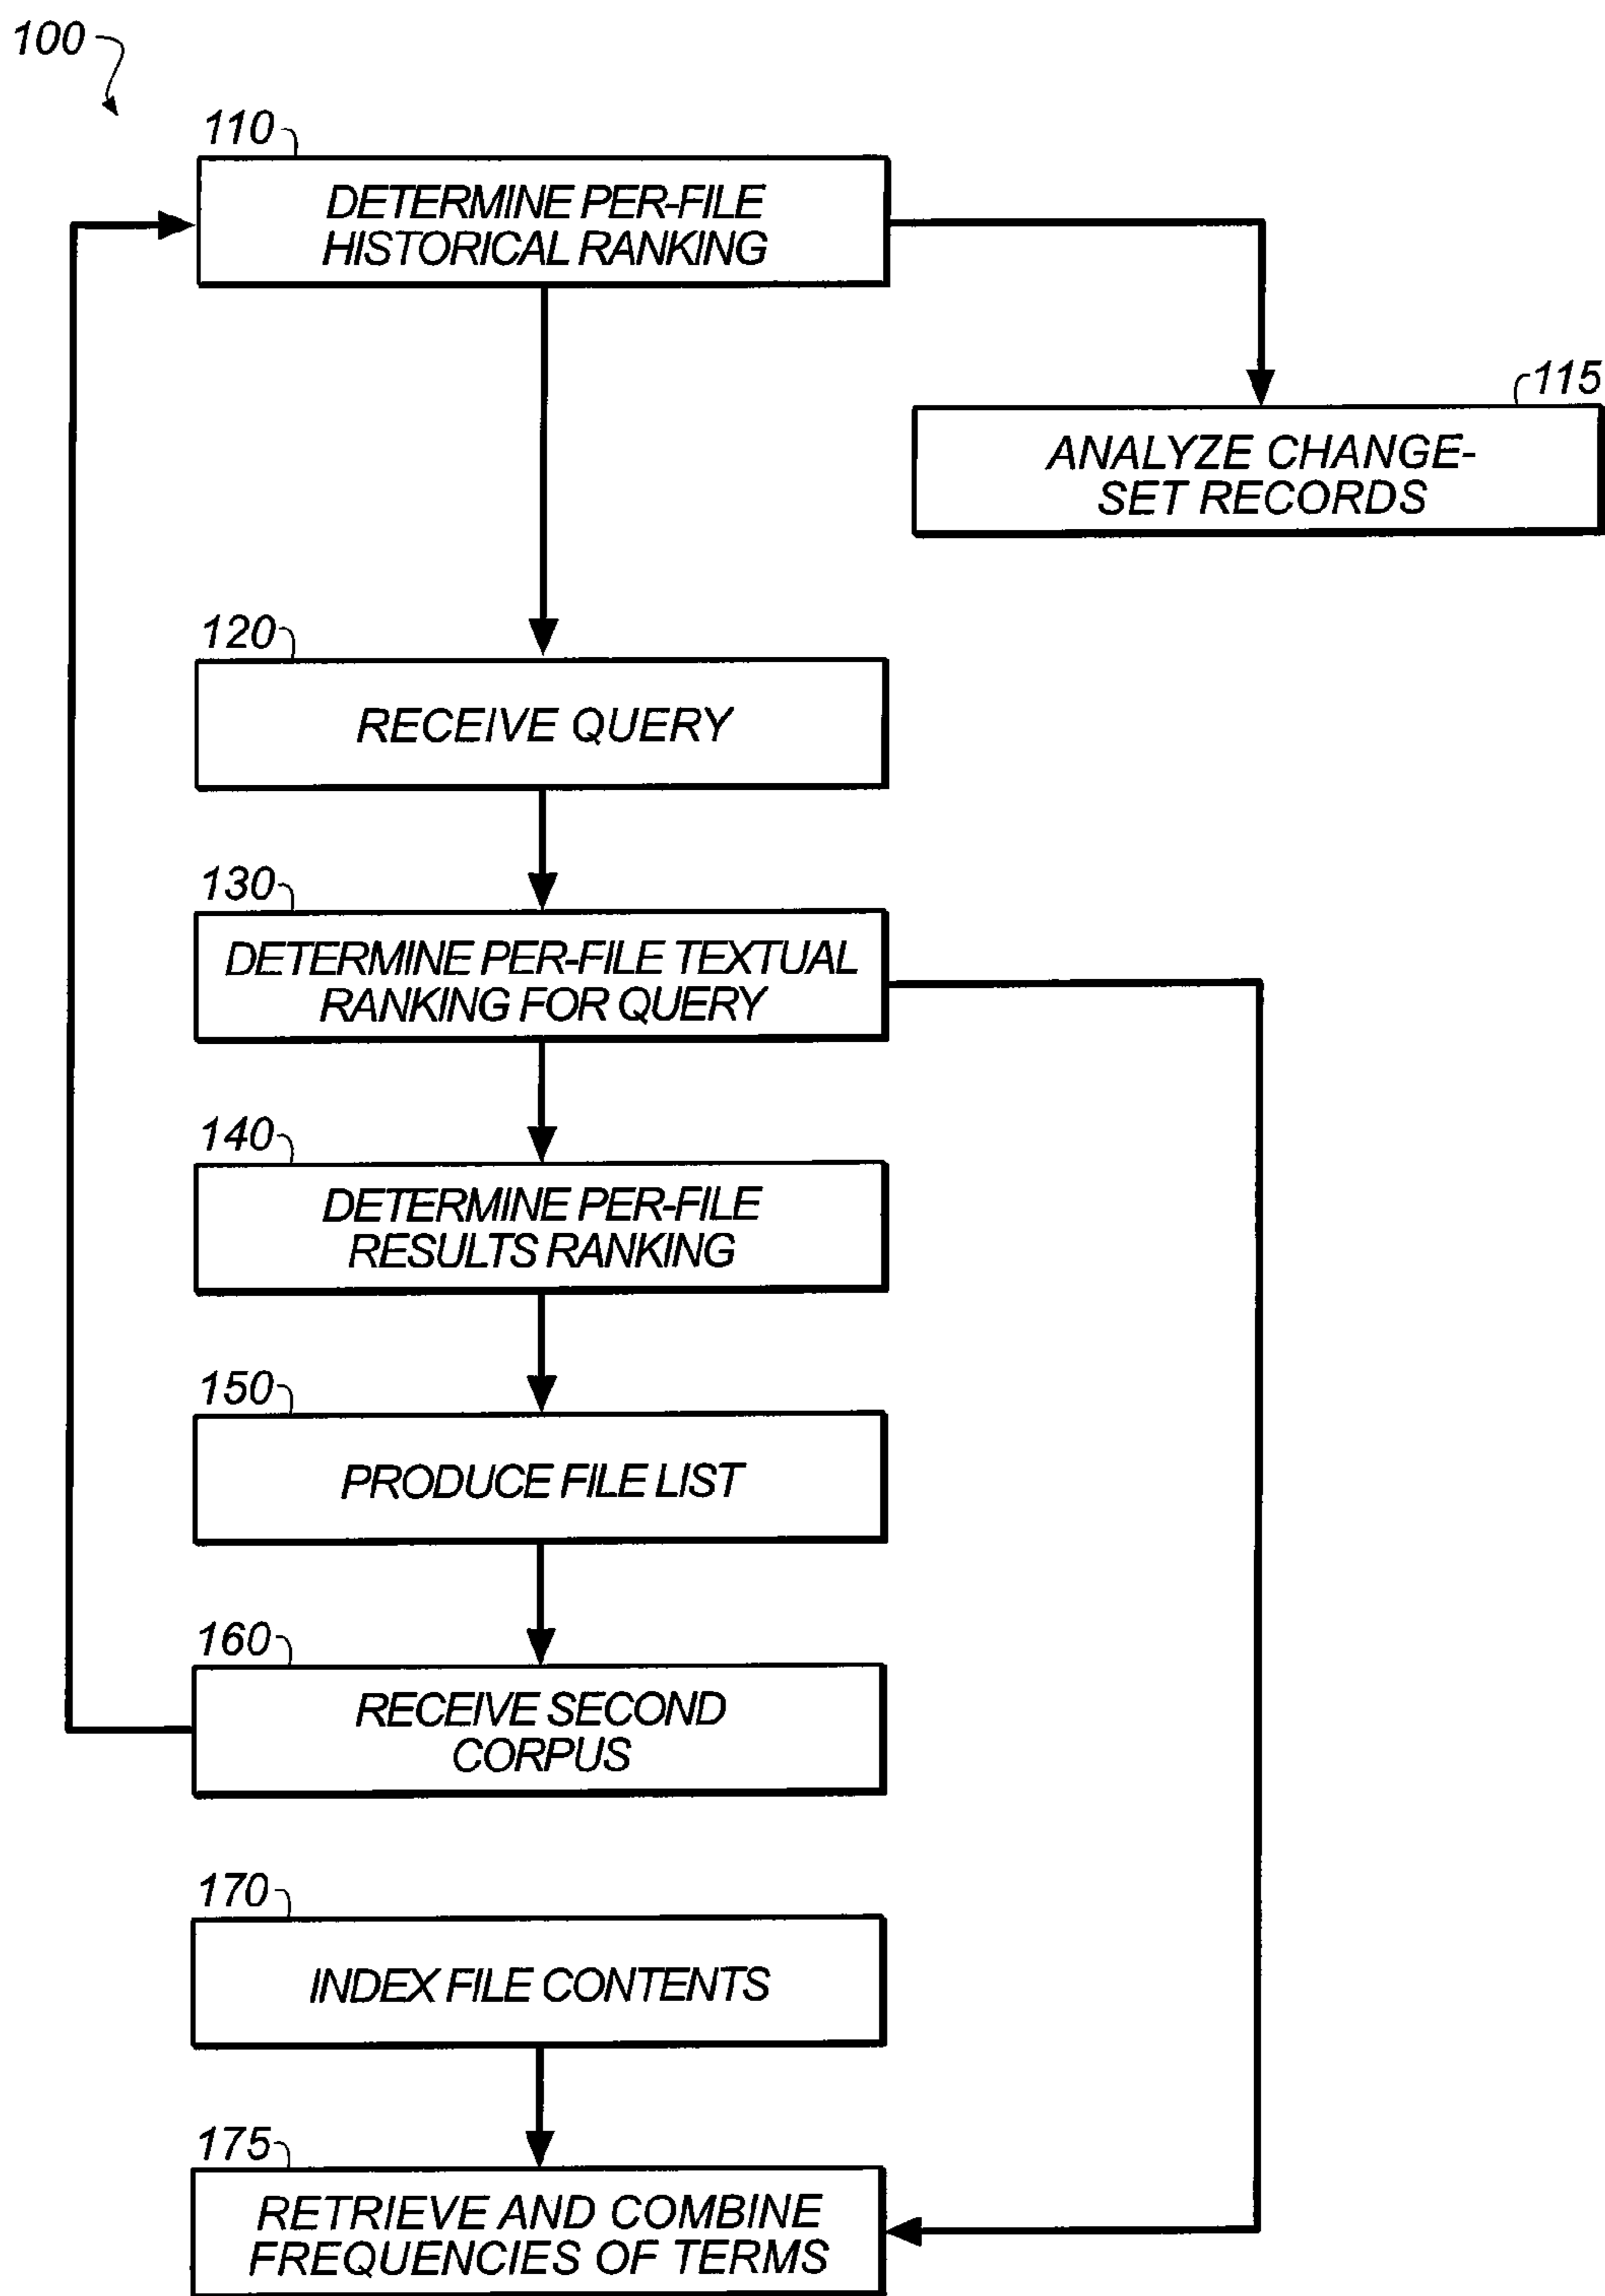 100
110
DETERMINE PER-FILE
HISTORICAL RANKING
115
ANALYZE CHANGE-
SET RECORDS
120
RECEIVE QUERY
130
DETERMINE PER-FILE TEXTUAL
RANKING FOR QUERY
140
DETERMINE PER-FILE
RESULTS RANKING
150
PRODUCE FILE LIST
160
RECEIVE SECOND
CORPUS
170
INDEX FILE CONTENTS
175
RETRIEVE AND COMBINE
FREQUENCIES OF TERMS